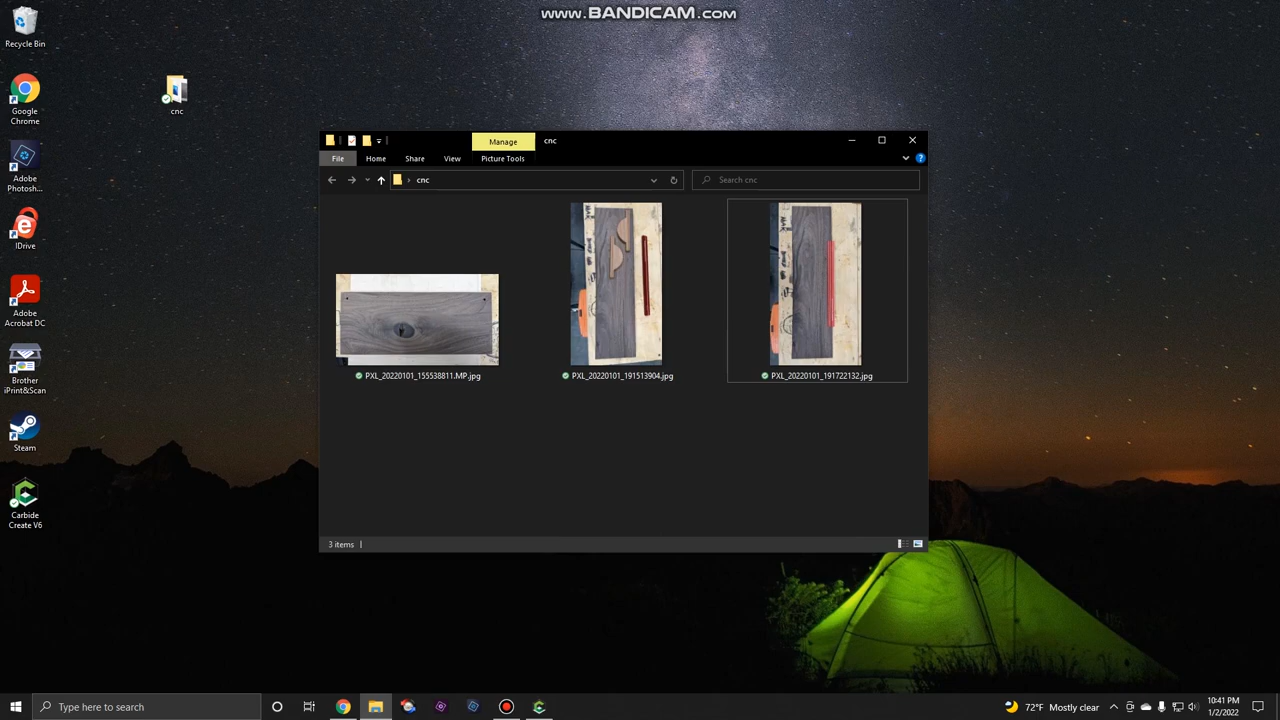 www.BANDICAM.com
Recycle Bin
Google
Chrome
Adobe
Photosh...
IDrive
Adobe
Acrobat DC
Brother
iPrint&Scan
Steam
Carbide
Create V6
cnc
Manage
cnc
File
Home
Share
View
Picture Tools
cnc
Search cnc
PXL_20220101_155538811.MP.jpg
PXL_20220101_191513904.jpg
PXL_20220101_191722132.jpg
3 items
Type here to search
72°F Mostly clear
10:41 PM
1/2/2022